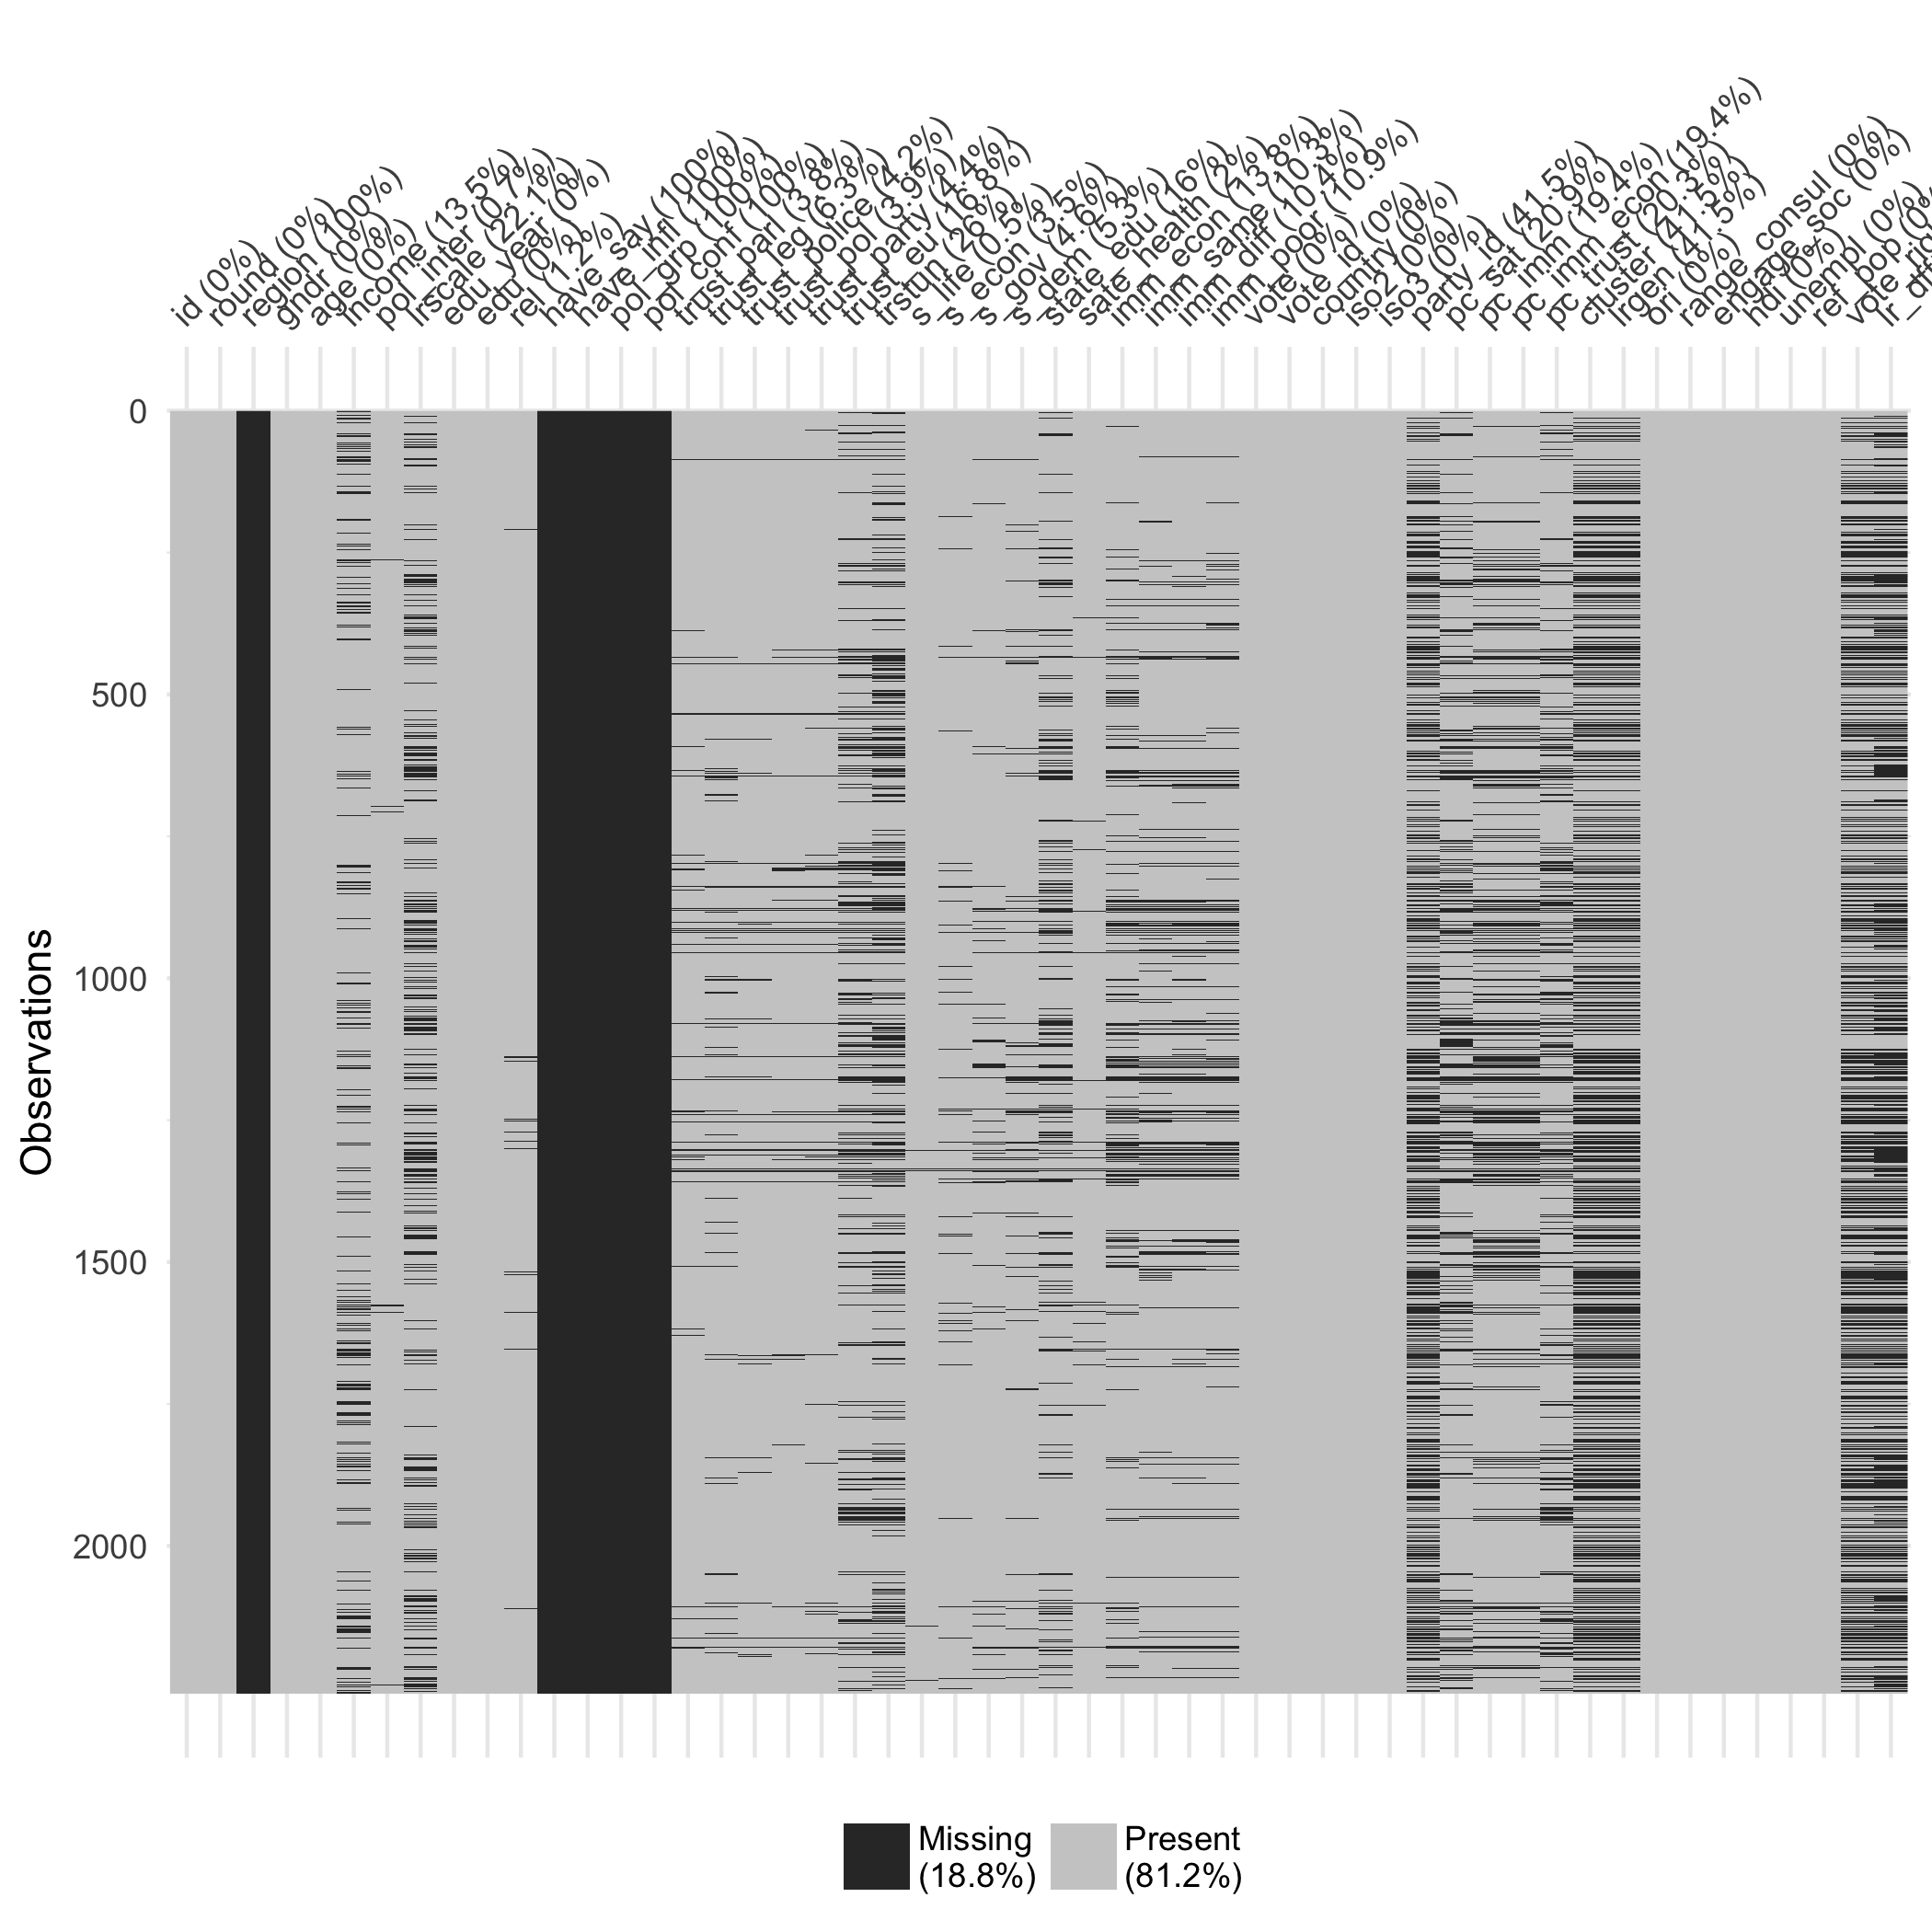 id (0%)
round (0%)
region (100%)
gndr (0%)
age (0%)
income (13.5%)
pol_inter (0.7%)
lrscale (22.1%)
edu_year (0%)
edu (0%)
rel (1.2%)
have_say (100%)
have_infl (100%)
pol_grp (100%)
pol_conf (100%)
trust_parl (3.8%)
trust_leg (6.3%)
trust_police
trust_pol (3.9%)
trust_party (4.4%)
trust_eu (16.8%)
trstun (26%)
s_life (0.5%)
s_econ (3.5%)
s_gov (4.6%)
s_dem (5.3%)
state_edu (16%)
sate_health (2%)
imm_econ (13.8%)
imm_same (10.3%)
imm_diff (10.4%)
imm_poor (10.9%)
vote (0%)
vote_id (0%)
country (0%)
iso2 (0%)
iso3 (0%)
party_id (41.5%)
pc_sat (20.9%)
pc_imm (19.4%)
pc_imm_econ (19.4%)
pc_trust (20.3%)
cluster (41.5%)
lrgen (41.5%)
ori (0%)
range_consul (0%)
engage_soc (0%)
hdi (0%)
unempl (0%)
ref_pop
Observations
0
500
1000
1500
2000
Missing
(18.8%)
Present
(81.2%)